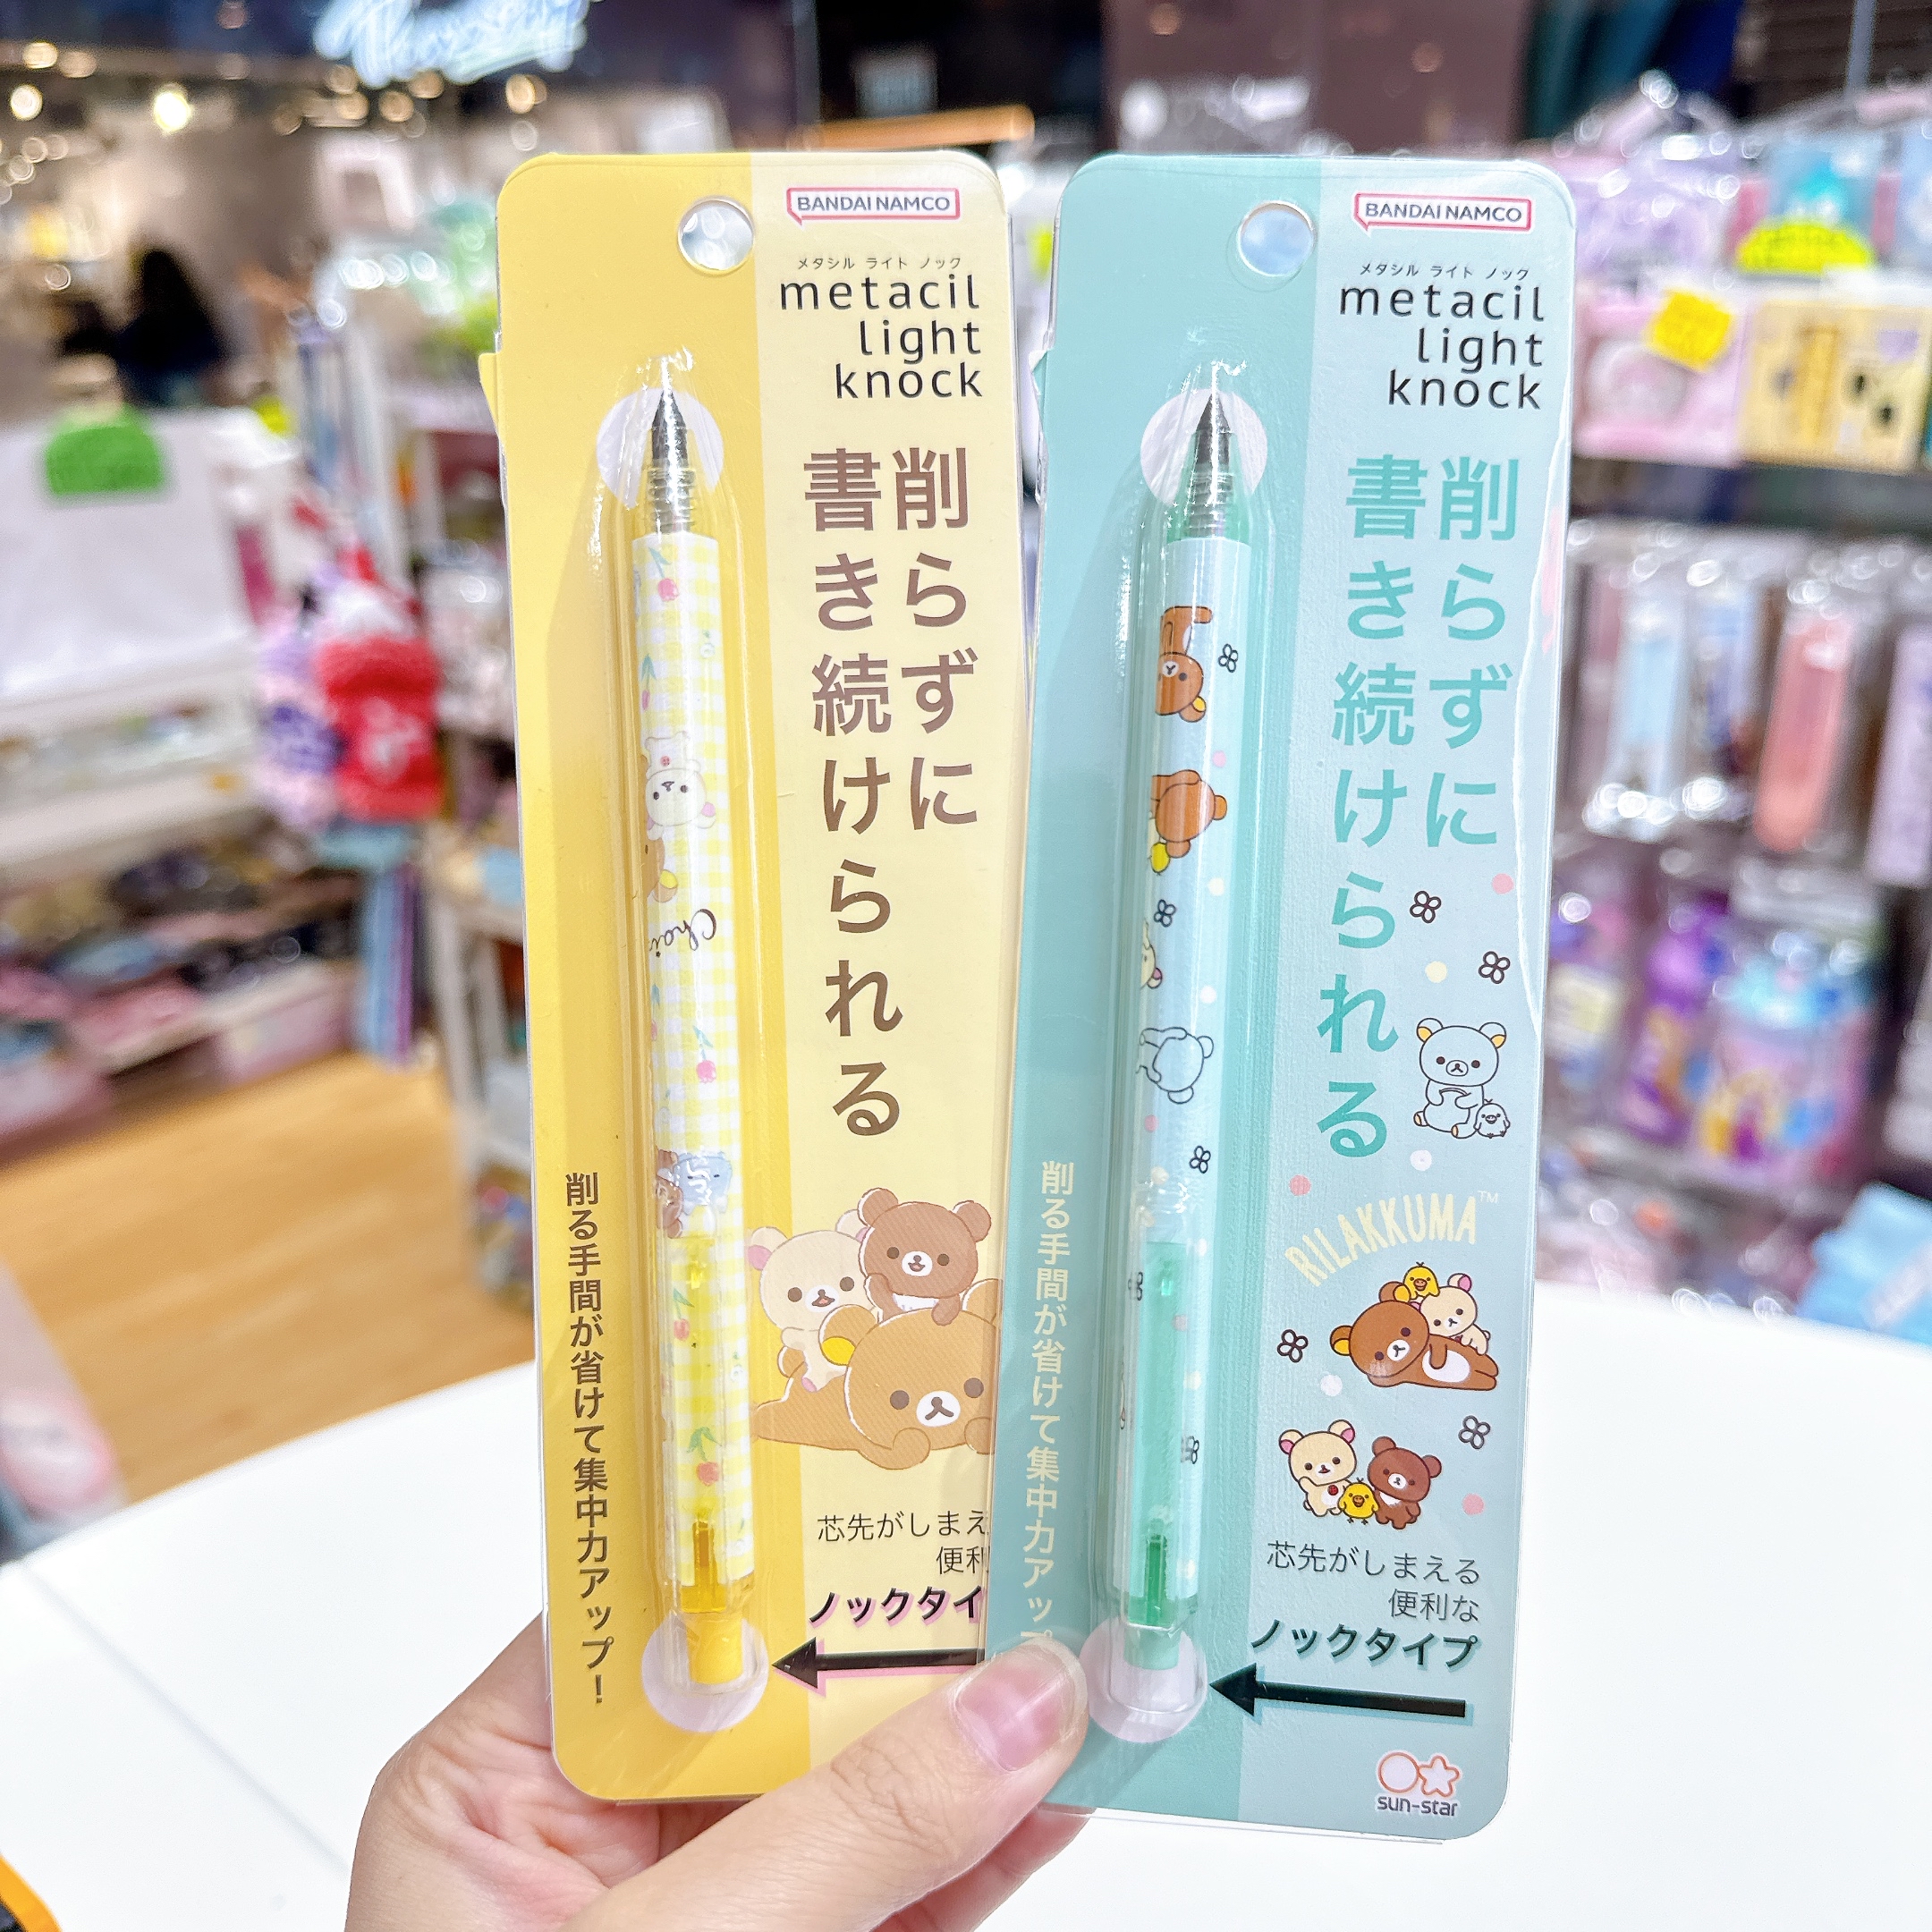 BANDAI NAMCO
メタシル ライト ノック
metacil
light
knock
削らずに
書き続けられる
削る手間が省けて集中力アップ!
芯先がしまえ
便利
ノックタイ
Chai
BANDAI NAMCO
メタシル ライト ノック
metacil
light
knock
削らずに
書き続けられる
削る手間が省けて集中力アップ
RILAKKUMA™
芯先がしまえる
便利な
ノックタイプ
sun-star